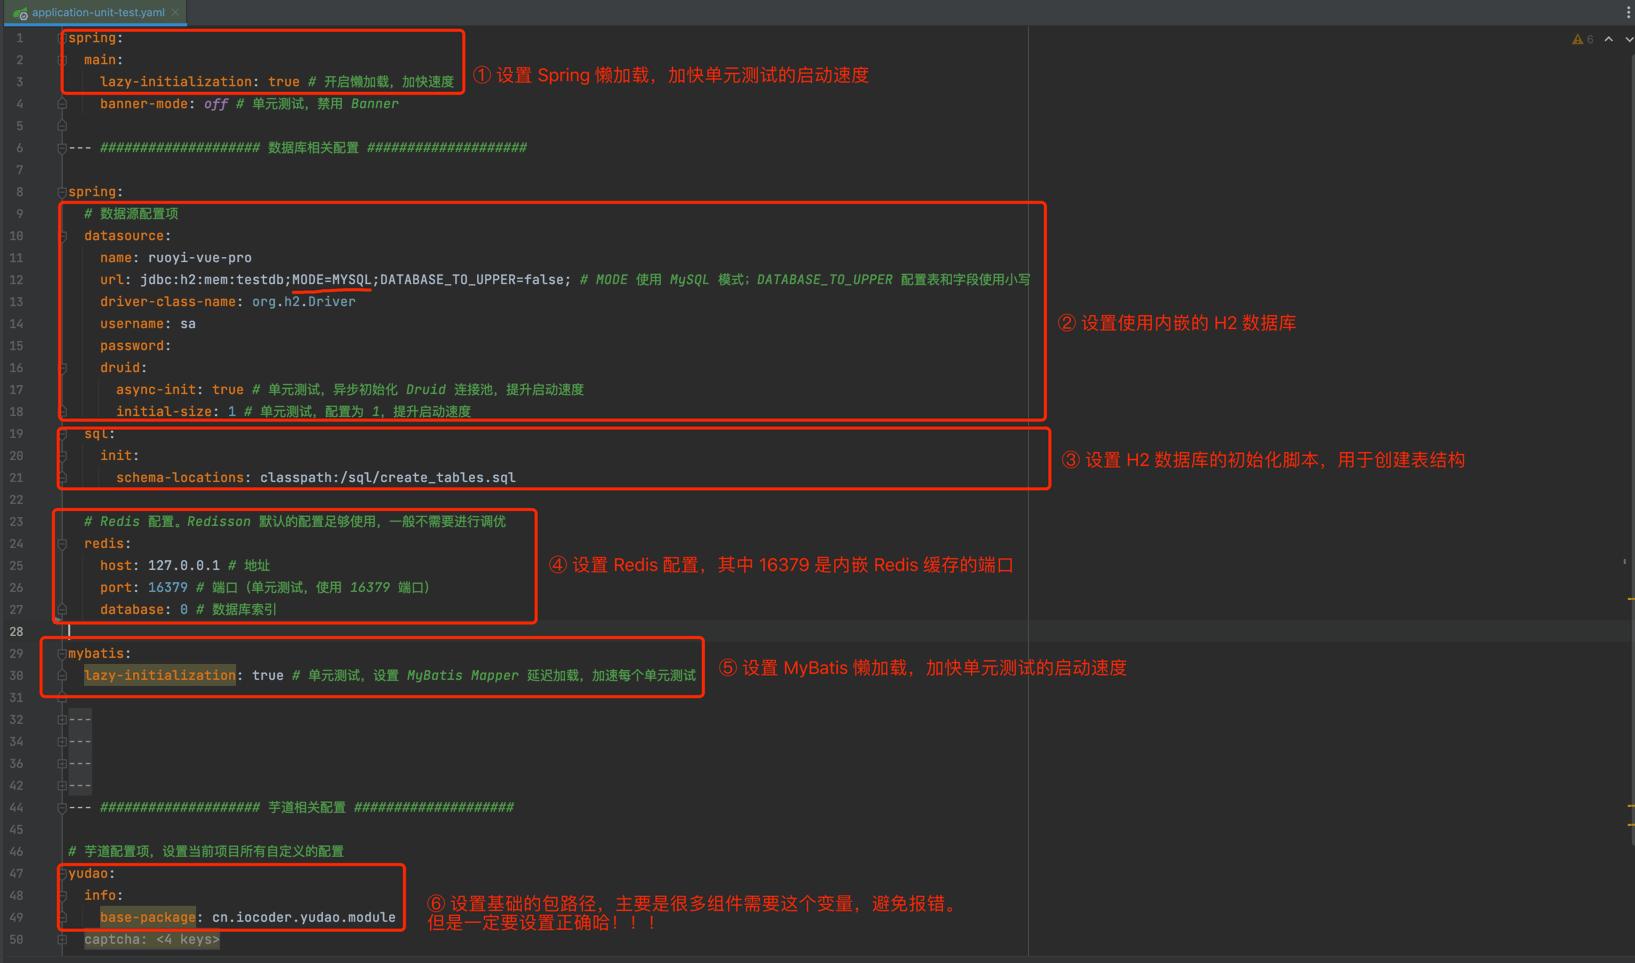 application-unit-test.yaml
6
1 spring:
2 main:
3 lazy-initialization: true # 开启懒加载，加快速度
① 设置 Spring 懒加载，加快单元测试的启动速度
4 banner-mode: off # 单元测试，禁用 Banner
5
6 --- #################### 数据库相关配置 ####################
7
8 spring:
9 # 数据源配置项
10 datasource:
11 name: ruoyi-vue-pro
12 url: jdbc:h2:mem:testdb;MODE=MYSQL;DATABASE_TO_UPPER=false; # MODE 使用 MySQL 模式；DATABASE_TO_UPPER 配置表和字段使用小写
13 driver-class-name: org.h2.Driver
14 username: sa
② 设置使用内嵌的 H2 数据库
15 password:
16 druid:
17 async-init: true # 单元测试，异步初始化 Druid 连接池，提升启动速度
18 initial-size: 1 # 单元测试，配置为 1，提升启动速度
19 sql:
20 init:
③ 设置 H2 数据库的初始化脚本，用于创建表结构
21 schema-locations: classpath:/sql/create_tables.sql
22
23 # Redis 配置。Redisson 默认的配置足够使用，一般不需要进行调优
24 redis:
25 host: 127.0.0.1 # 地址
④ 设置 Redis 配置，其中 16379 是内嵌 Redis 缓存的端口
26 port: 16379 # 端口（单元测试，使用 16379 端口）
27 database: 0 # 数据库索引
28
29 mybatis:
30 lazy-initialization: true # 单元测试，设置 MyBatis Mapper 延迟加载，加速每个单元测试
⑤ 设置 MyBatis 懒加载，加快单元测试的启动速度
31
32 ---
34 ---
36 ---
42 ---
44 --- #################### 芋道相关配置 ####################
45
46 # 芋道配置项，设置当前项目所有自定义的配置
47 yudao:
48 info:
49 base-package: cn.iocoder.yudao.module
⑥ 设置基础的包路径，主要是很多组件需要这个变量，避免报错。
但是一定要设置正确哈！！！
50 captcha: <4 keys>